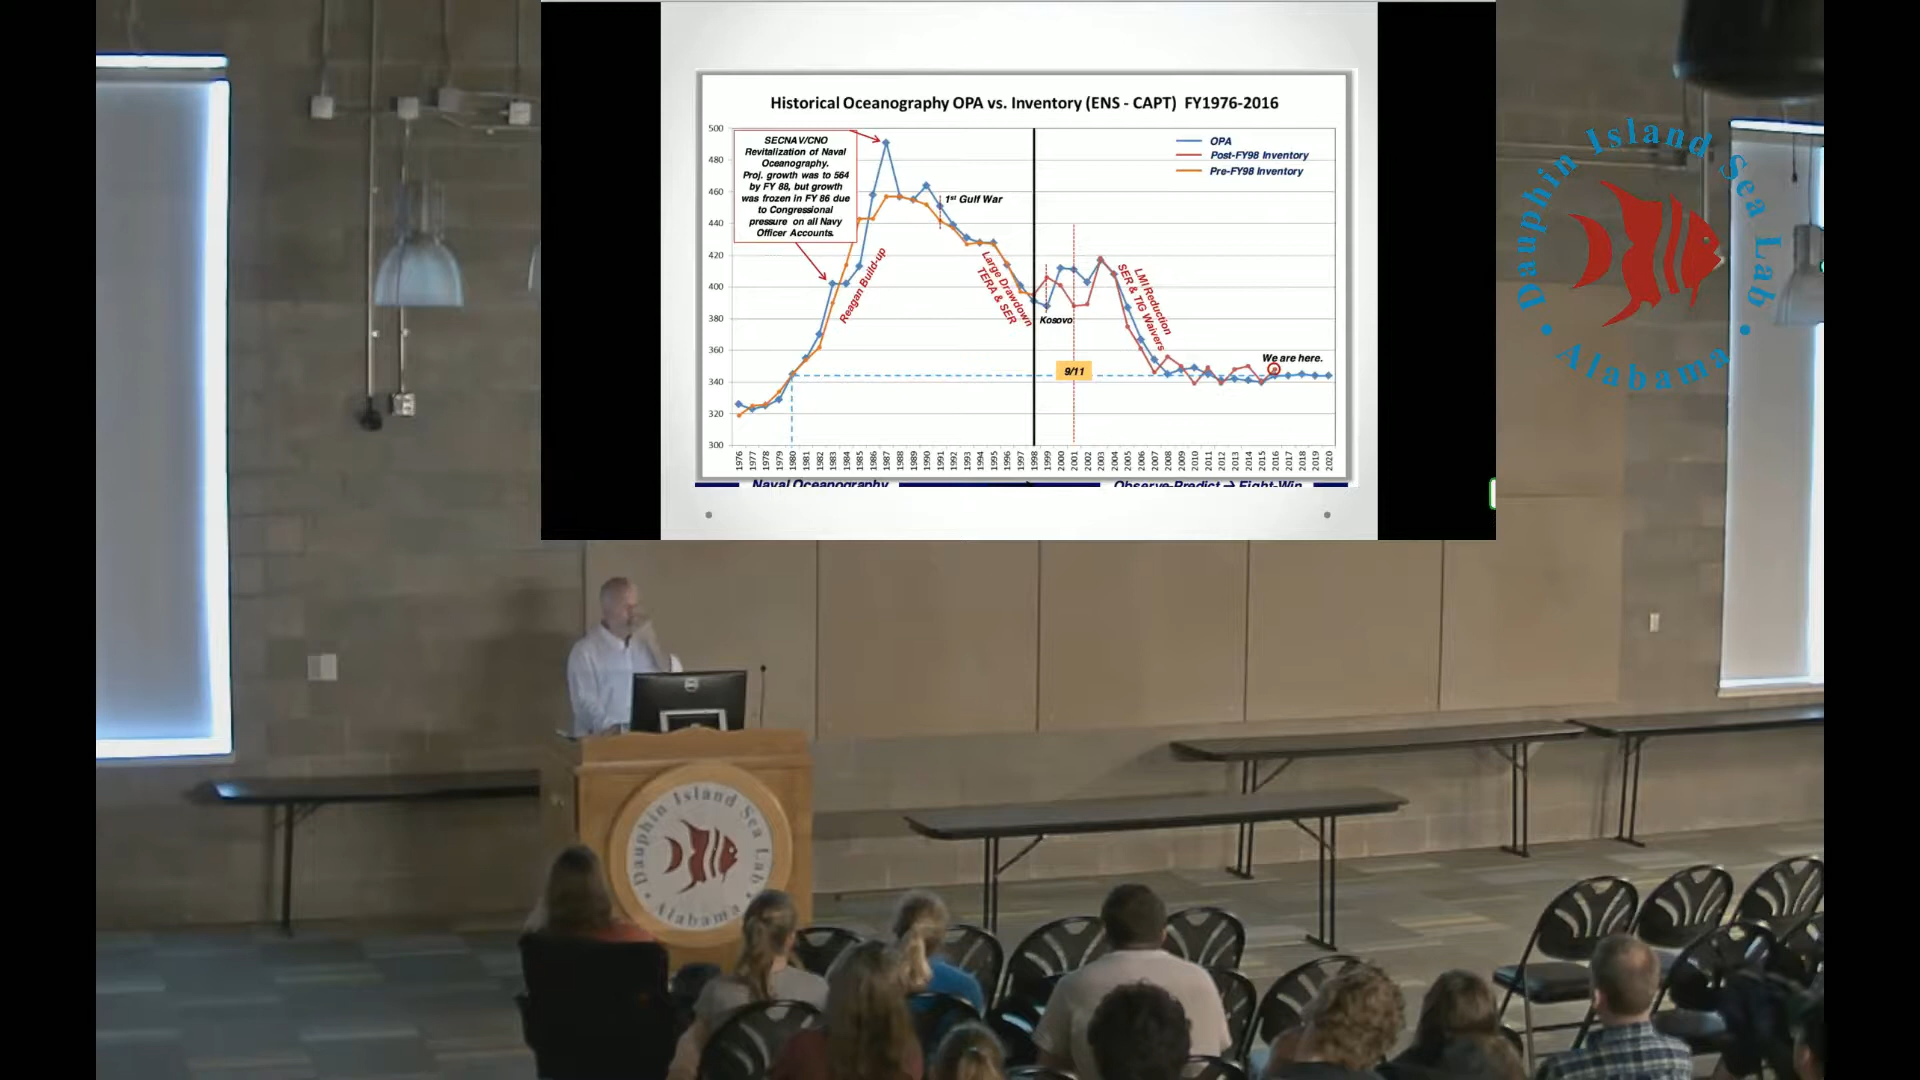 Historical Oceanography OPA vs. Inventory (ENS - CAPT) FY1976-2016
500
480
460
440
420
400
380
360
340
320
300
SECNAV/CNO
Revitalization of Naval
Oceanography.
Proj. growth was to 564
by FY 88, but growth
was frozen in FY 86 due
to Congressional
pressure on all Navy
Officer Accounts.
OPA
Post-FY98 Inventory
Pre-FY98 Inventory
1st Gulf War
Reagan Build-up
Large Drawdown
TERA & SER
Kosovo
LMI Reduction
SER & TIG Waivers
9/11
We are here.
1976 1977 1978 1979 1980 1981 1982 1983 1984 1985 1986 1987 1988 1989 1990 1991 1992 1993 1994 1995 1996 1997 1998 1999 2000 2001 2002 2003 2004 2005 2006 2007 2008 2009 2010 2011 2012 2013 2014 2015 2016 2017 2018 2019 2020
Naval Oceanography
Observe-Predict → Fight-Win
Dauphin Island Sea Lab
• Alabama •
DELL
Dauphin Island Sea Lab
• Alabama •